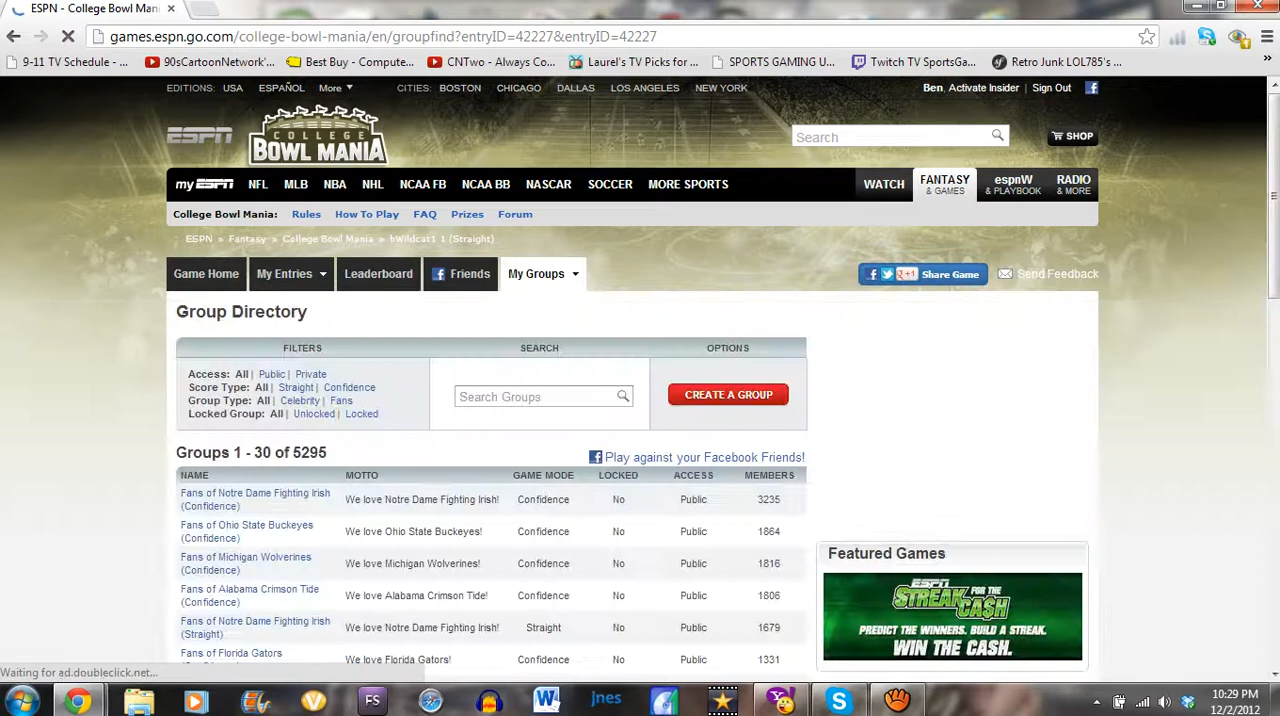 ESPN - College Bowl Man
games.espn.go.com/college-bowl-mania/en/groupfind?entryID=42227&entryID=42227
9-11 TV Schedule - ... 90sCartoonNetwork'... Best Buy - Compute... CNTwo - Always Co... Laurel's TV Picks for ... SPORTS GAMING U... Twitch TV SportsGa... Retro Junk LOL785's ... »
EDITIONS: USA ESPAÑOL More CITIES: BOSTON CHICAGO DALLAS LOS ANGELES NEW YORK Ben, Activate Insider | Sign Out
ESPN COLLEGE BOWL MANIA Search SHOP
myESPN NFL MLB NBA NHL NCAA FB NCAA BB NASCAR SOCCER MORE SPORTS WATCH FANTASY & GAMES espnW & PLAYBOOK RADIO & MORE
College Bowl Mania: Rules How To Play FAQ Prizes Forum
ESPN » Fantasy » College Bowl Mania » bWildcat1 1 (Straight)
Game Home My Entries Leaderboard Friends My Groups +1 Share Game Send Feedback
Group Directory
FILTERS SEARCH OPTIONS
Access: All | Public | Private
Score Type: All | Straight | Confidence
Group Type: All | Celebrity | Fans
Locked Group: All | Unlocked | Locked
Search Groups
CREATE A GROUP
Groups 1 - 30 of 5295 Play against your Facebook Friends!
NAME MOTTO GAME MODE LOCKED ACCESS MEMBERS
Fans of Notre Dame Fighting Irish (Confidence) We love Notre Dame Fighting Irish! Confidence No Public 3235
Fans of Ohio State Buckeyes (Confidence) We love Ohio State Buckeyes! Confidence No Public 1864
Fans of Michigan Wolverines (Confidence) We love Michigan Wolverines! Confidence No Public 1816
Fans of Alabama Crimson Tide (Confidence) We love Alabama Crimson Tide! Confidence No Public 1806
Fans of Notre Dame Fighting Irish (Straight) We love Notre Dame Fighting Irish! Straight No Public 1679
Fans of Florida Gators We love Florida Gators! Confidence No Public 1331
Featured Games
ESPN STREAK FOR THE CASH
PREDICT THE WINNERS. BUILD A STREAK.
WIN THE CASH.
Waiting for ad.doubleclick.net...
FS Jnes
10:29 PM
12/2/2012